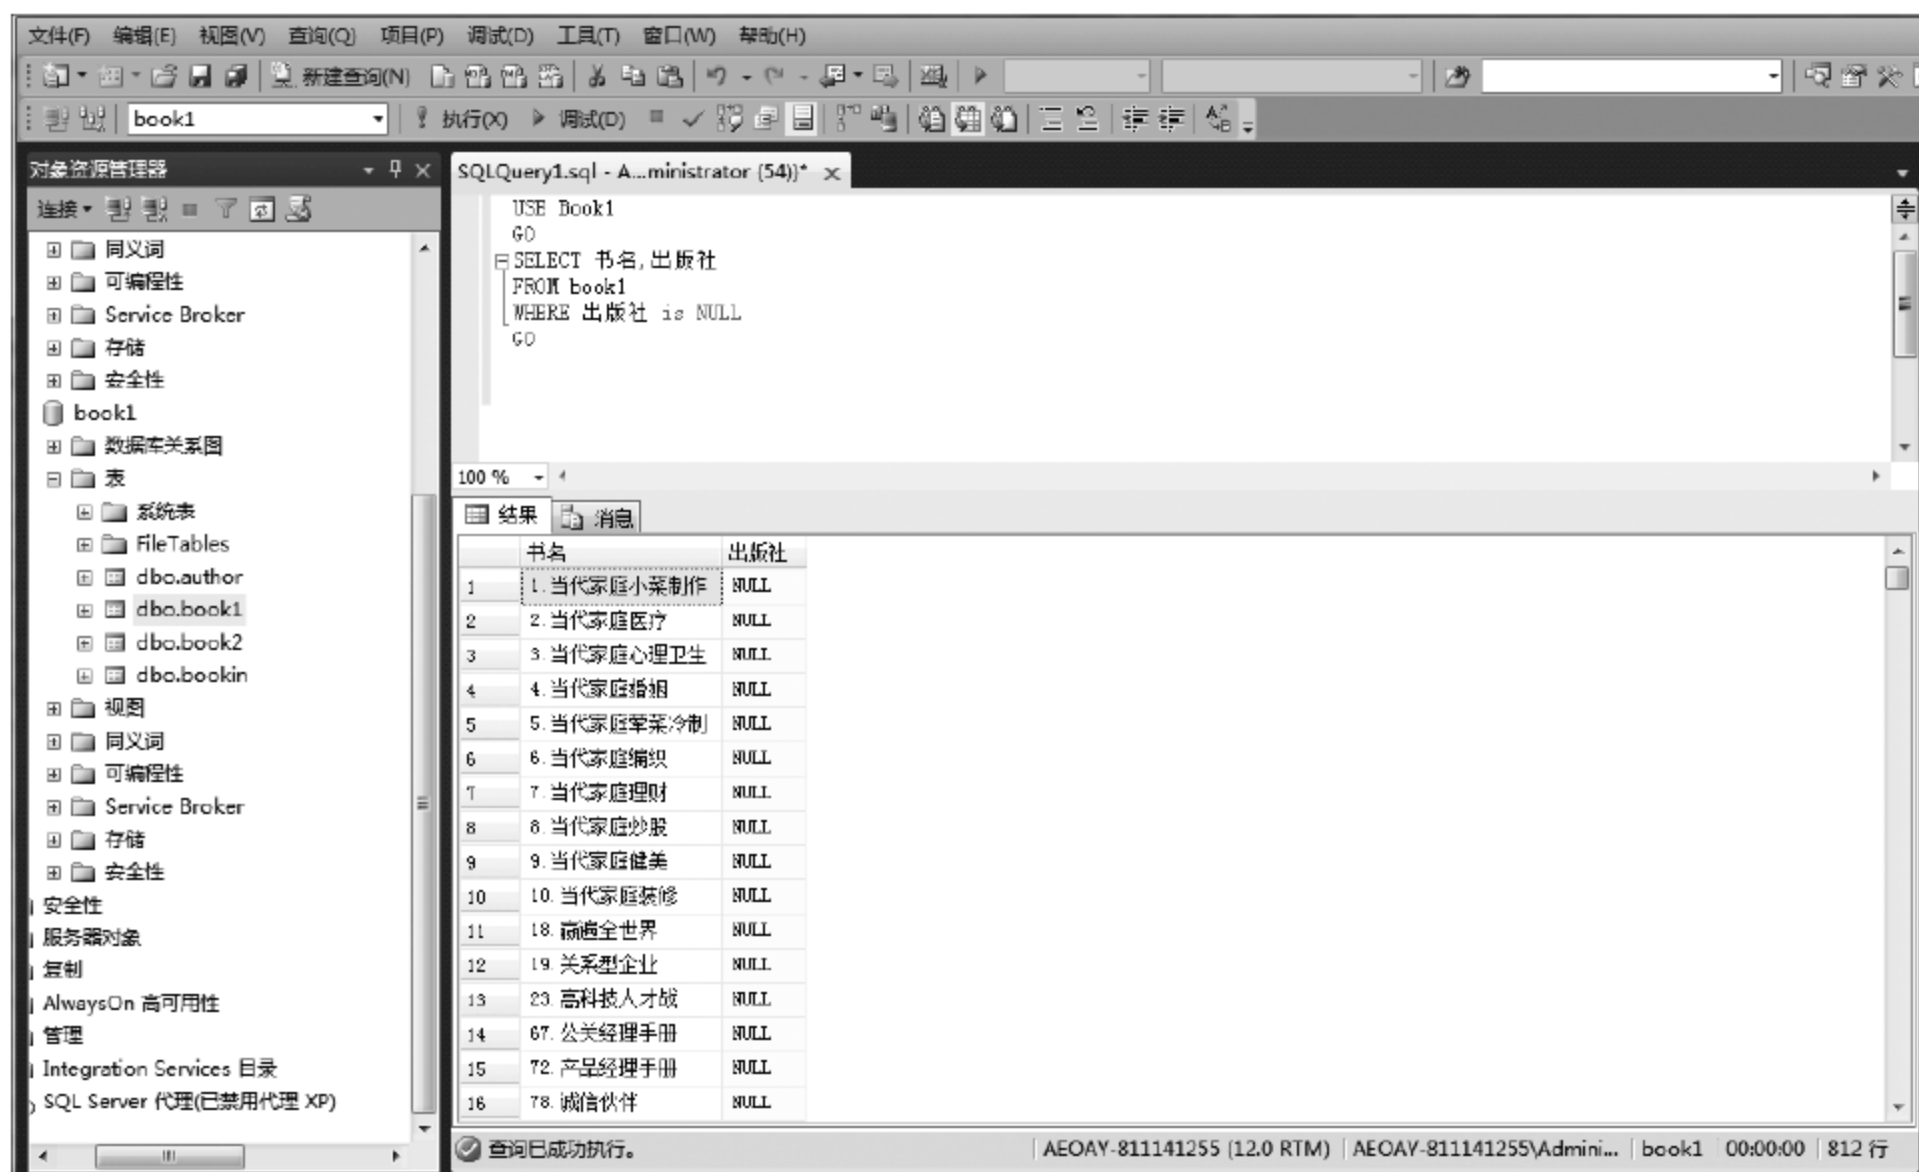 文件(F) 编辑(E) 视图(V) 查询(Q) 项目(P) 调试(D) 工具(T) 窗口(W) 帮助(H)
新建查询(N)
book1 执行(X) 调试(D)
对象资源管理器
连接
同义词
可编程性
Service Broker
存储
安全性
book1
数据库关系图
表
系统表
FileTables
dbo.author
dbo.book1
dbo.book2
dbo.bookin
视图
同义词
可编程性
Service Broker
存储
安全性
安全性
服务器对象
复制
AlwaysOn 高可用性
管理
Integration Services 目录
SQL Server 代理(已禁用代理 XP)
SQLQuery1.sql - A...ministrator (54))*
USE Book1
GO
SELECT 书名,出版社
FROM book1
WHERE 出版社 is NULL
GO
100 %
结果 消息
书名 出版社
1 1.当代家庭小菜制作 NULL
2 2.当代家庭医疗 NULL
3 3.当代家庭心理卫生 NULL
4 4.当代家庭婚姻 NULL
5 5.当代家庭荤菜冷制 NULL
6 6.当代家庭编织 NULL
7 7.当代家庭理财 NULL
8 8.当代家庭炒股 NULL
9 9.当代家庭健美 NULL
10 10.当代家庭装修 NULL
11 18.赢遍全世界 NULL
12 19.关系型企业 NULL
13 23.高科技人才战 NULL
14 67.公关经理手册 NULL
15 72.产品经理手册 NULL
16 78.诚信伙伴 NULL
查询已成功执行。 AEOAY-811141255 (12.0 RTM) AEOAY-811141255\Admini... book1 00:00:00 812 行